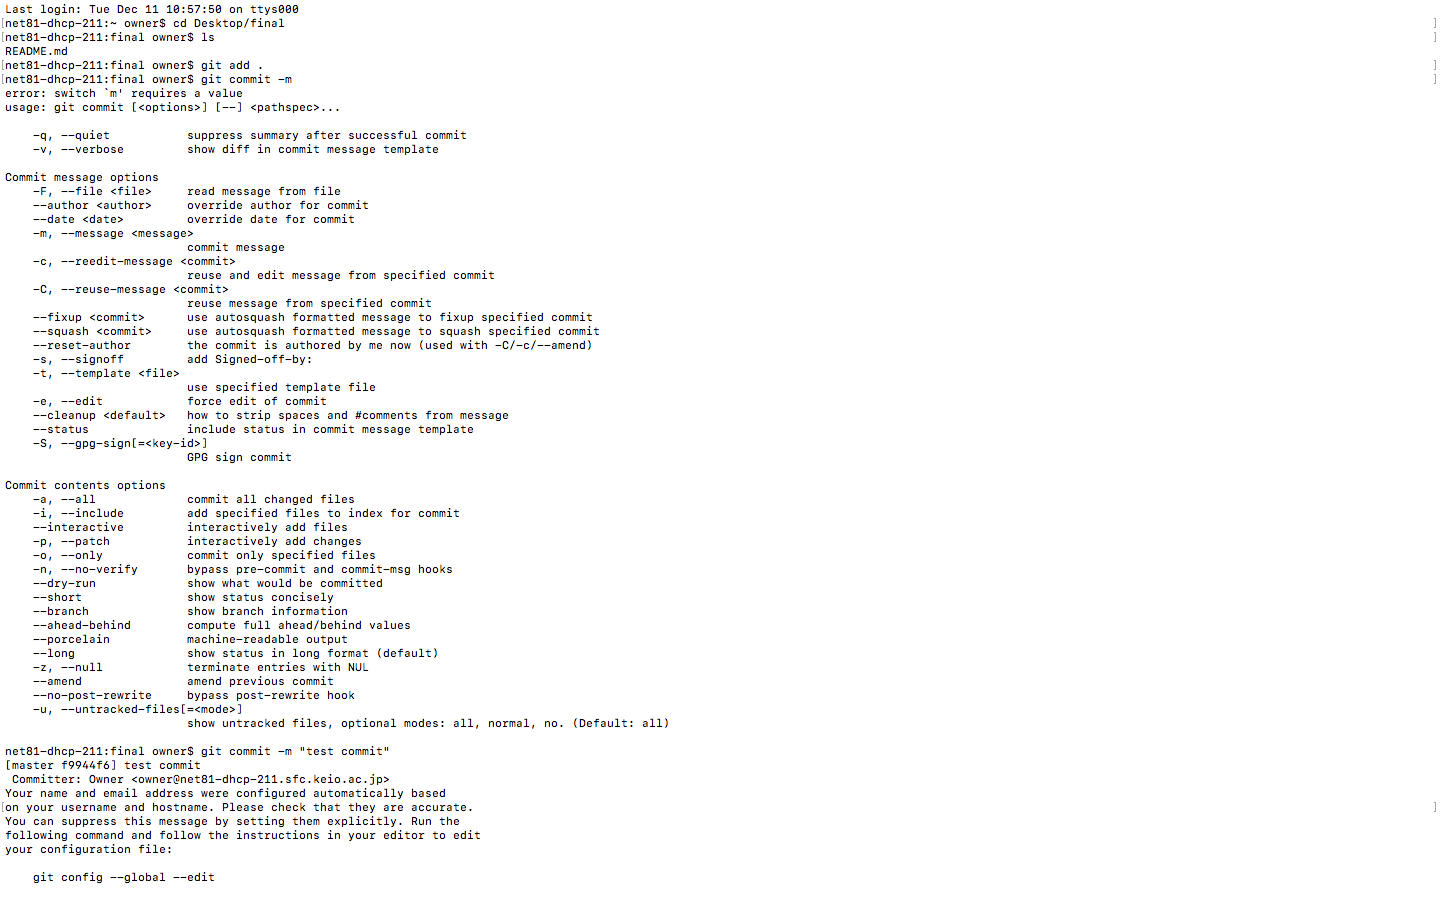 Last login: Tue Dec 11 10:57:50 on ttys000
[net81-dhcp-211:~ owner$ cd Desktop/final ]
[net81-dhcp-211:final owner$ ls ]
README.md
[net81-dhcp-211:final owner$ git add . ]
[net81-dhcp-211:final owner$ git commit -m ]
error: switch `m' requires a value
usage: git commit [<options>] [--] <pathspec>...
-q, --quiet suppress summary after successful commit
-v, --verbose show diff in commit message template
Commit message options
-F, --file <file> read message from file
--author <author> override author for commit
--date <date> override date for commit
-m, --message <message>
commit message
-c, --reedit-message <commit>
reuse and edit message from specified commit
-C, --reuse-message <commit>
reuse message from specified commit
--fixup <commit> use autosquash formatted message to fixup specified commit
--squash <commit> use autosquash formatted message to squash specified commit
--reset-author the commit is authored by me now (used with -C/-c/--amend)
-s, --signoff add Signed-off-by:
-t, --template <file>
use specified template file
-e, --edit force edit of commit
--cleanup <default> how to strip spaces and #comments from message
--status include status in commit message template
-S, --gpg-sign[=<key-id>]
GPG sign commit
Commit contents options
-a, --all commit all changed files
-i, --include add specified files to index for commit
--interactive interactively add files
-p, --patch interactively add changes
-o, --only commit only specified files
-n, --no-verify bypass pre-commit and commit-msg hooks
--dry-run show what would be committed
--short show status concisely
--branch show branch information
--ahead-behind compute full ahead/behind values
--porcelain machine-readable output
--long show status in long format (default)
-z, --null terminate entries with NUL
--amend amend previous commit
--no-post-rewrite bypass post-rewrite hook
-u, --untracked-files[=<mode>]
show untracked files, optional modes: all, normal, no. (Default: all)
net81-dhcp-211:final owner$ git commit -m "test commit"
[master f9944f6] test commit
Committer: Owner <owner@net81-dhcp-211.sfc.keio.ac.jp>
Your name and email address were configured automatically based
[on your username and hostname. Please check that they are accurate. ]
You can suppress this message by setting them explicitly. Run the
following command and follow the instructions in your editor to edit
your configuration file:
git config --global --edit